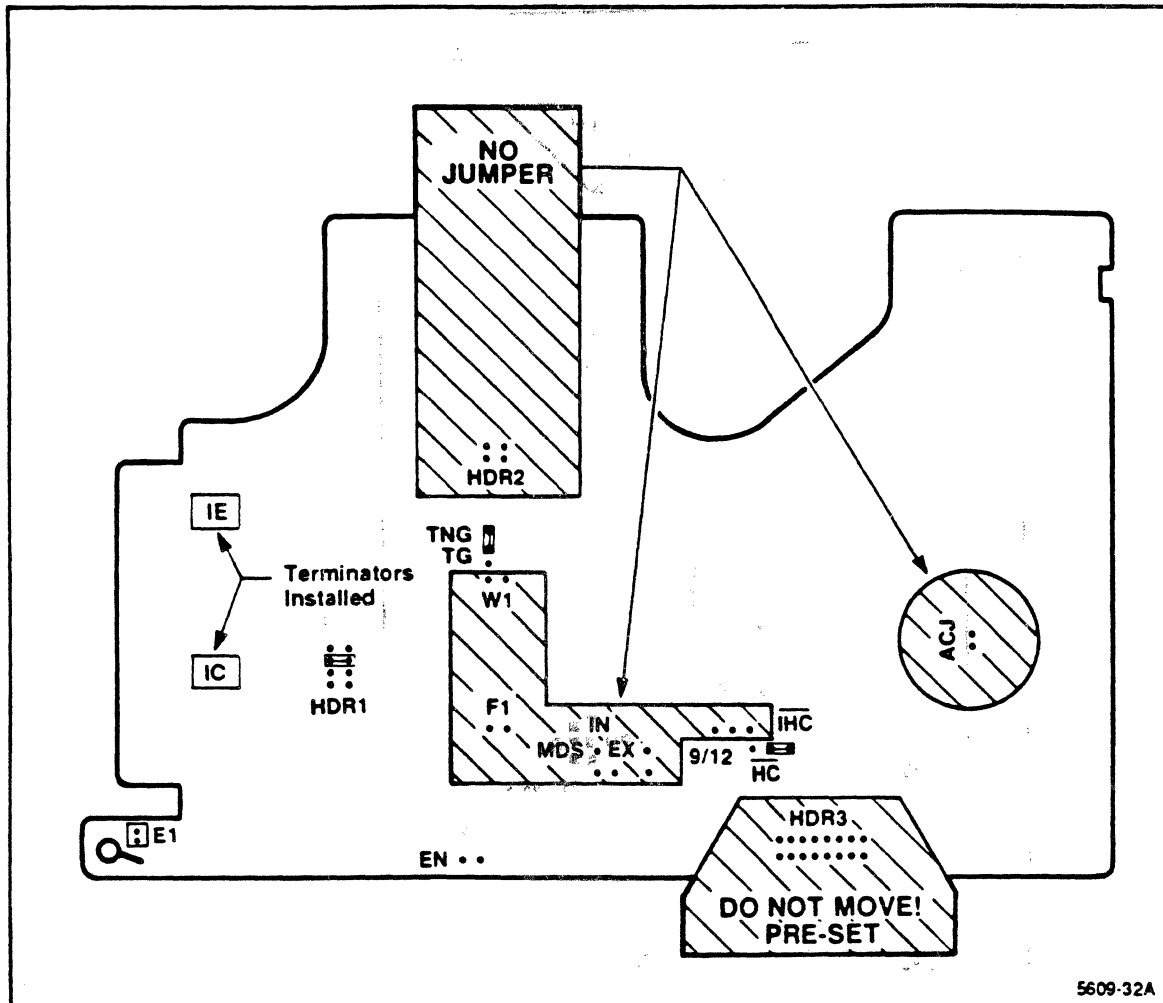 NO
JUMPER
HDR2
IE
TNG
TG
Terminators
Installed
W1
IC
HDR1
ACJ
F1
IN
IHC
MDS
EX
9/12
HC
HDR3
E1
EN
DO NOT MOVE!
PRE-SET
5609-32A